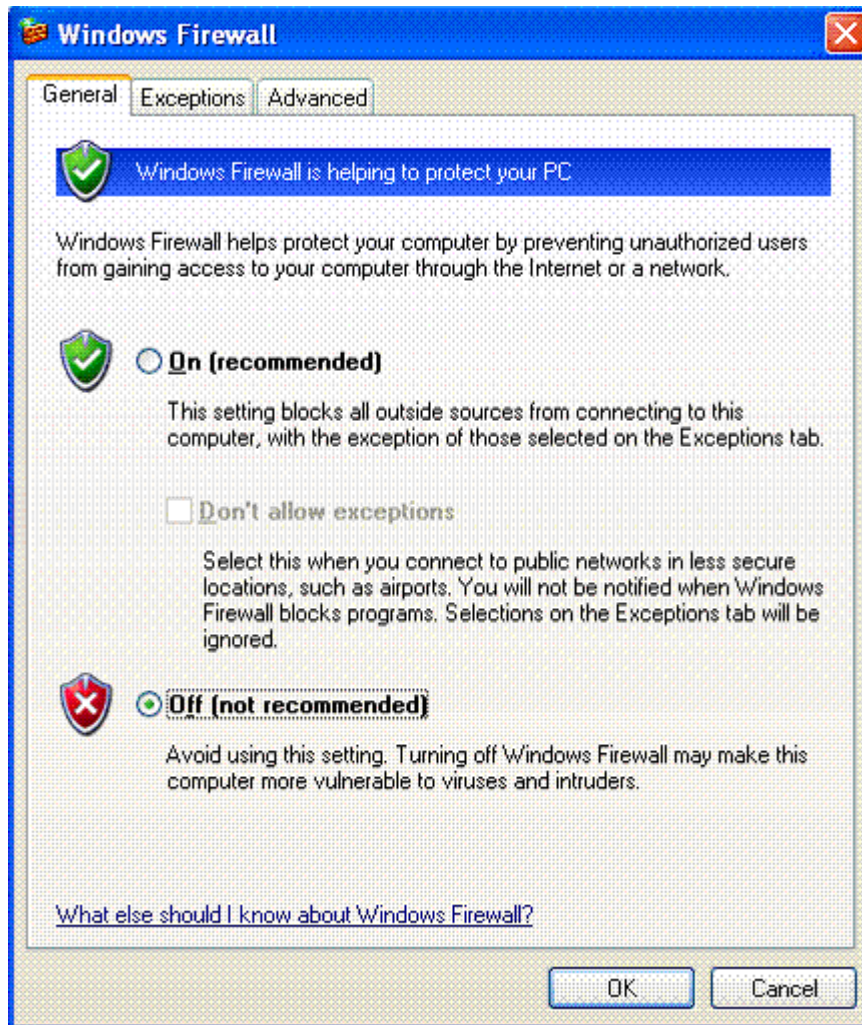 Windows Firewall
General
Exceptions
Advanced
Windows Firewall is helping to protect your PC
Windows Firewall helps protect your computer by preventing unauthorized users
from gaining access to your computer through the Internet or a network.
On (recommended)
This setting blocks all outside sources from connecting to this
computer, with the exception of those selected on the Exceptions tab.
Don't allow exceptions
Select this when you connect to public networks in less secure
locations, such as airports. You will not be notified when Windows
Firewall blocks programs. Selections on the Exceptions tab will be
ignored.
Off (not recommended)
Avoid using this setting. Turning off Windows Firewall may make this
computer more vulnerable to viruses and intruders.
What else should I know about Windows Firewall?
OK
Cancel